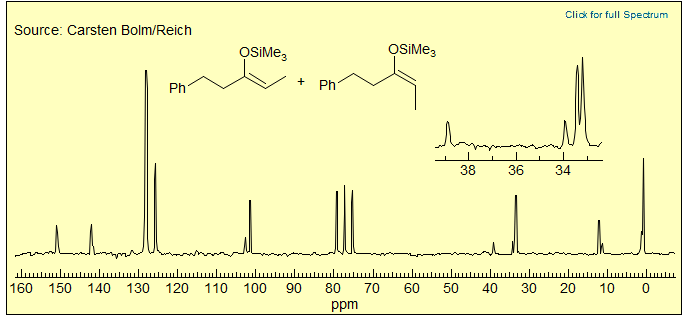 Click for full Spectrum
Source: Carsten Bolm/Reich
OSiMe3
OSiMe3
Ph
+
Ph
38 36 34
160 150 140 130 120 110 100 90 80 70 60 50 40 30 20 10 0
ppm